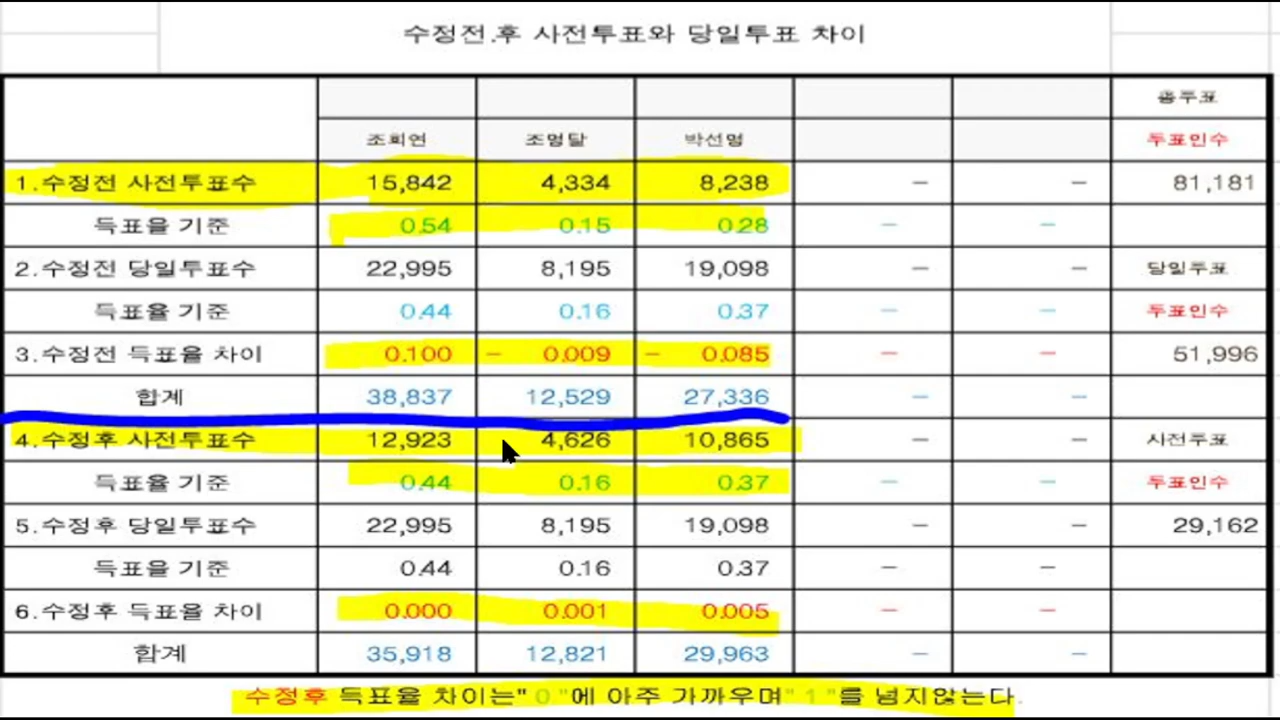 수정전.후 사전투표와 당일투표 차이
총투표
조희연 조영달 박선영 투표인수
1.수정전 사전투표수 15,842 4,334 8,238 – – 81,181
득표율 기준 0.54 0.15 0.28 – –
2.수정전 당일투표수 22,995 8,195 19,098 – – 당일투표
득표율 기준 0.44 0.16 0.37 – – 투표인수
3.수정전 득표율 차이 0.100 – 0.009 – 0.085 – – 51,996
합계 38,837 12,529 27,336 – –
4.수정후 사전투표수 12,923 4,626 10,865 – – 사전투표
득표율 기준 0.44 0.16 0.37 – – 투표인수
5.수정후 당일투표수 22,995 8,195 19,098 – – 29,162
득표율 기준 0.44 0.16 0.37 – –
6.수정후 득표율 차이 0.000 0.001 0.005 – –
합계 35,918 12,821 29,963 – –
수정후 득표율 차이는" 0 "에 아주 가까우며" 1 "를 넘지않는다.